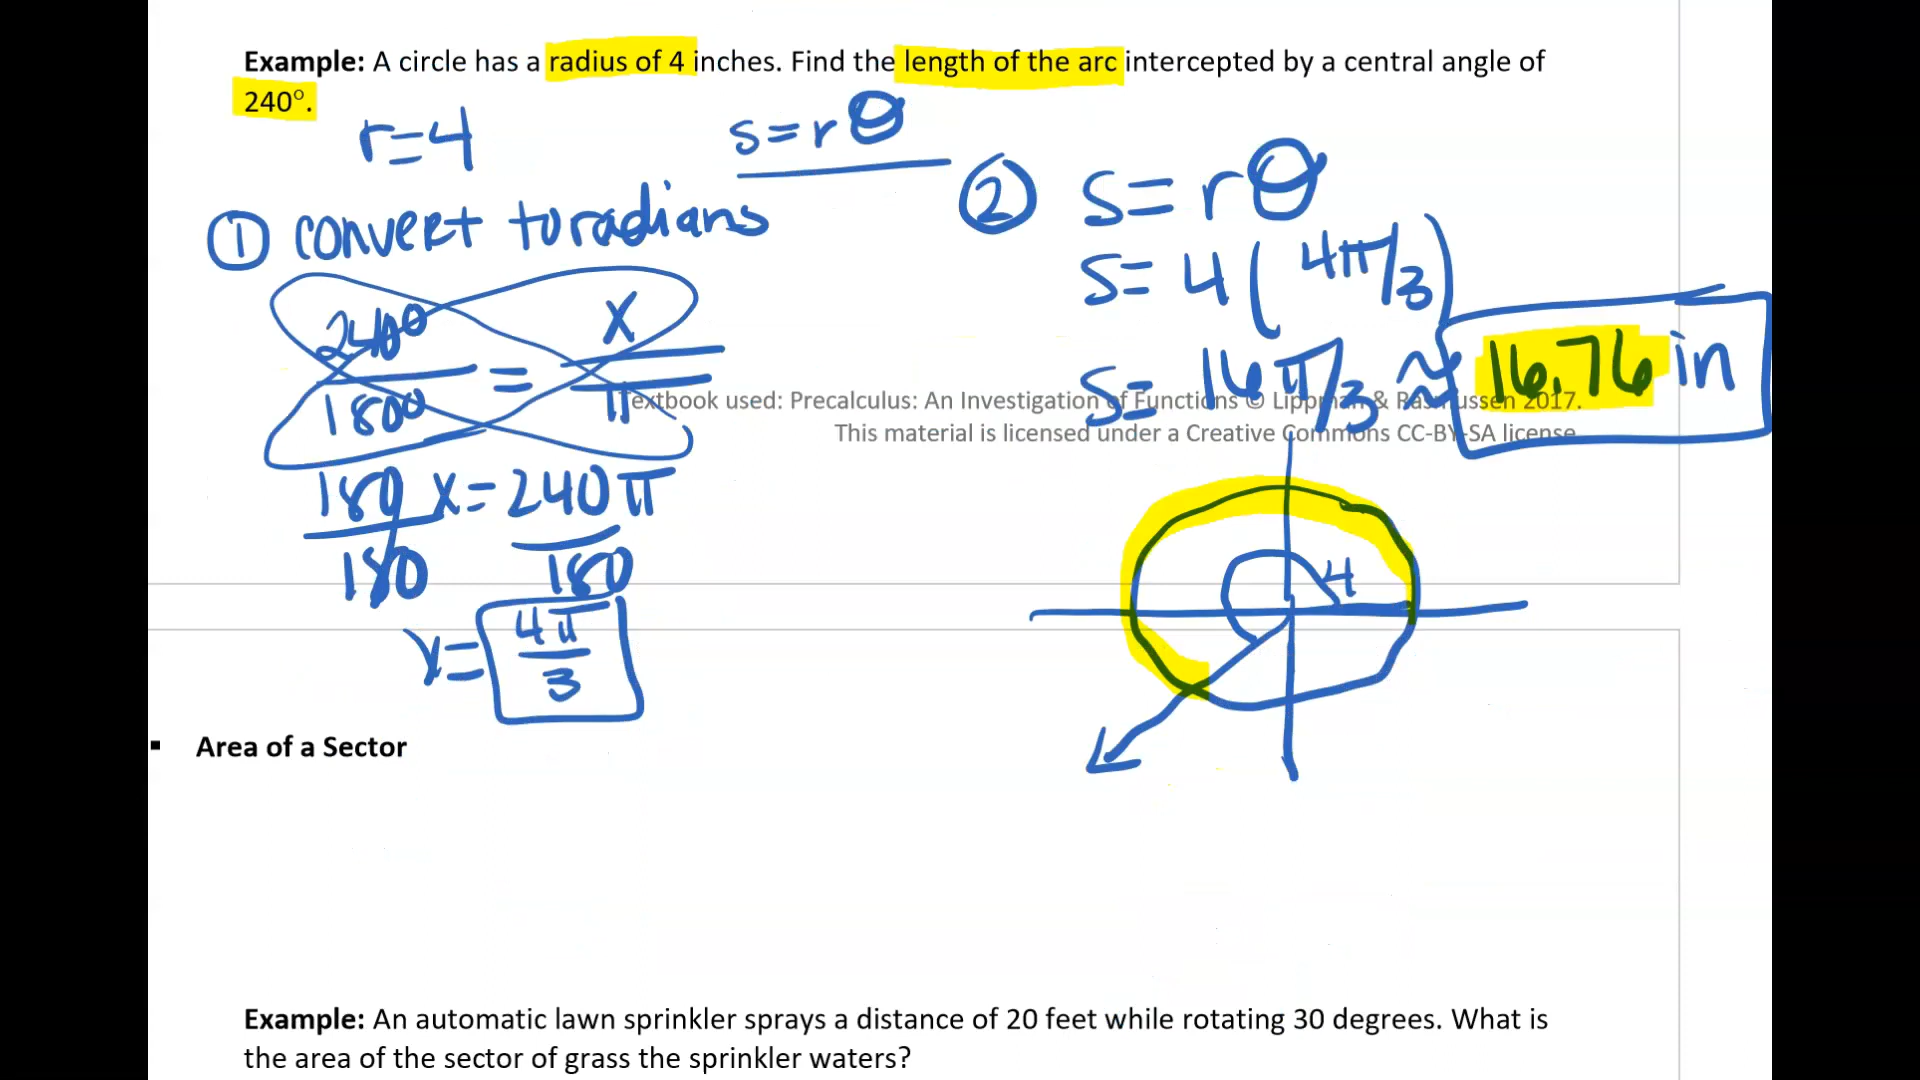 Example: A circle has a radius of 4 inches. Find the length of the arc intercepted by a central angle of
240°.
r=4
s=rθ
① convert to radians
240/180 = x/π
180x/180 = 240π/180
x= 4π/3
② s=rθ
s= 4(4π/3)
s= 16π/3 ≈ 16.76 in
Textbook used: Precalculus: An Investigation of Functions © Lippman & Rasmussen 2017.
This material is licensed under a Creative Commons CC-BY-SA license
4
▪ Area of a Sector
Example: An automatic lawn sprinkler sprays a distance of 20 feet while rotating 30 degrees. What is
the area of the sector of grass the sprinkler waters?